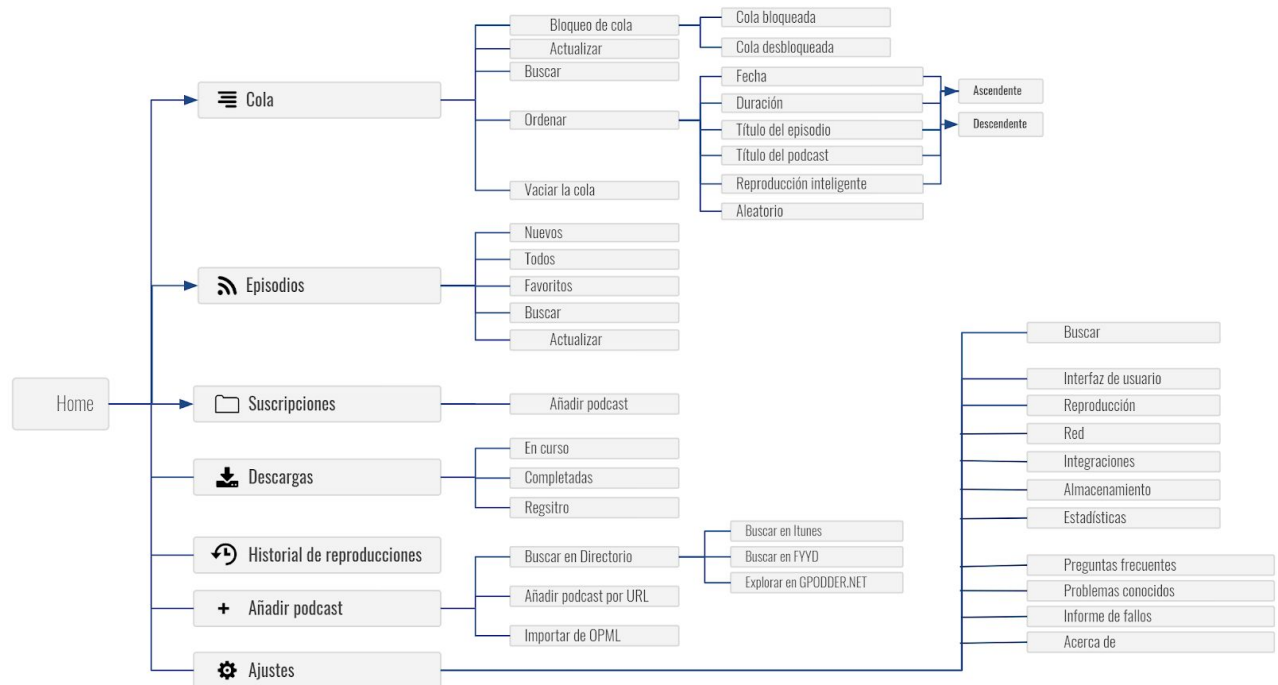 Home
Cola
Bloqueo de cola
Cola bloqueada
Cola desbloqueada
Actualizar
Buscar
Ordenar
Fecha
Duración
Título del episodio
Título del podcast
Reproducción inteligente
Aleatorio
Ascendente
Descendente
Vaciar la cola
Episodios
Nuevos
Todos
Favoritos
Buscar
Actualizar
Suscripciones
Añadir podcast
Descargas
En curso
Completadas
Regsitro
Historial de reproducciones
Añadir podcast
Buscar en Directorio
Buscar en Itunes
Buscar en FYYD
Explorar en GPODDER.NET
Añadir podcast por URL
Importar de OPML
Ajustes
Buscar
Interfaz de usuario
Reproducción
Red
Integraciones
Almacenamiento
Estadísticas
Preguntas frecuentes
Problemas conocidos
Informe de fallos
Acerca de